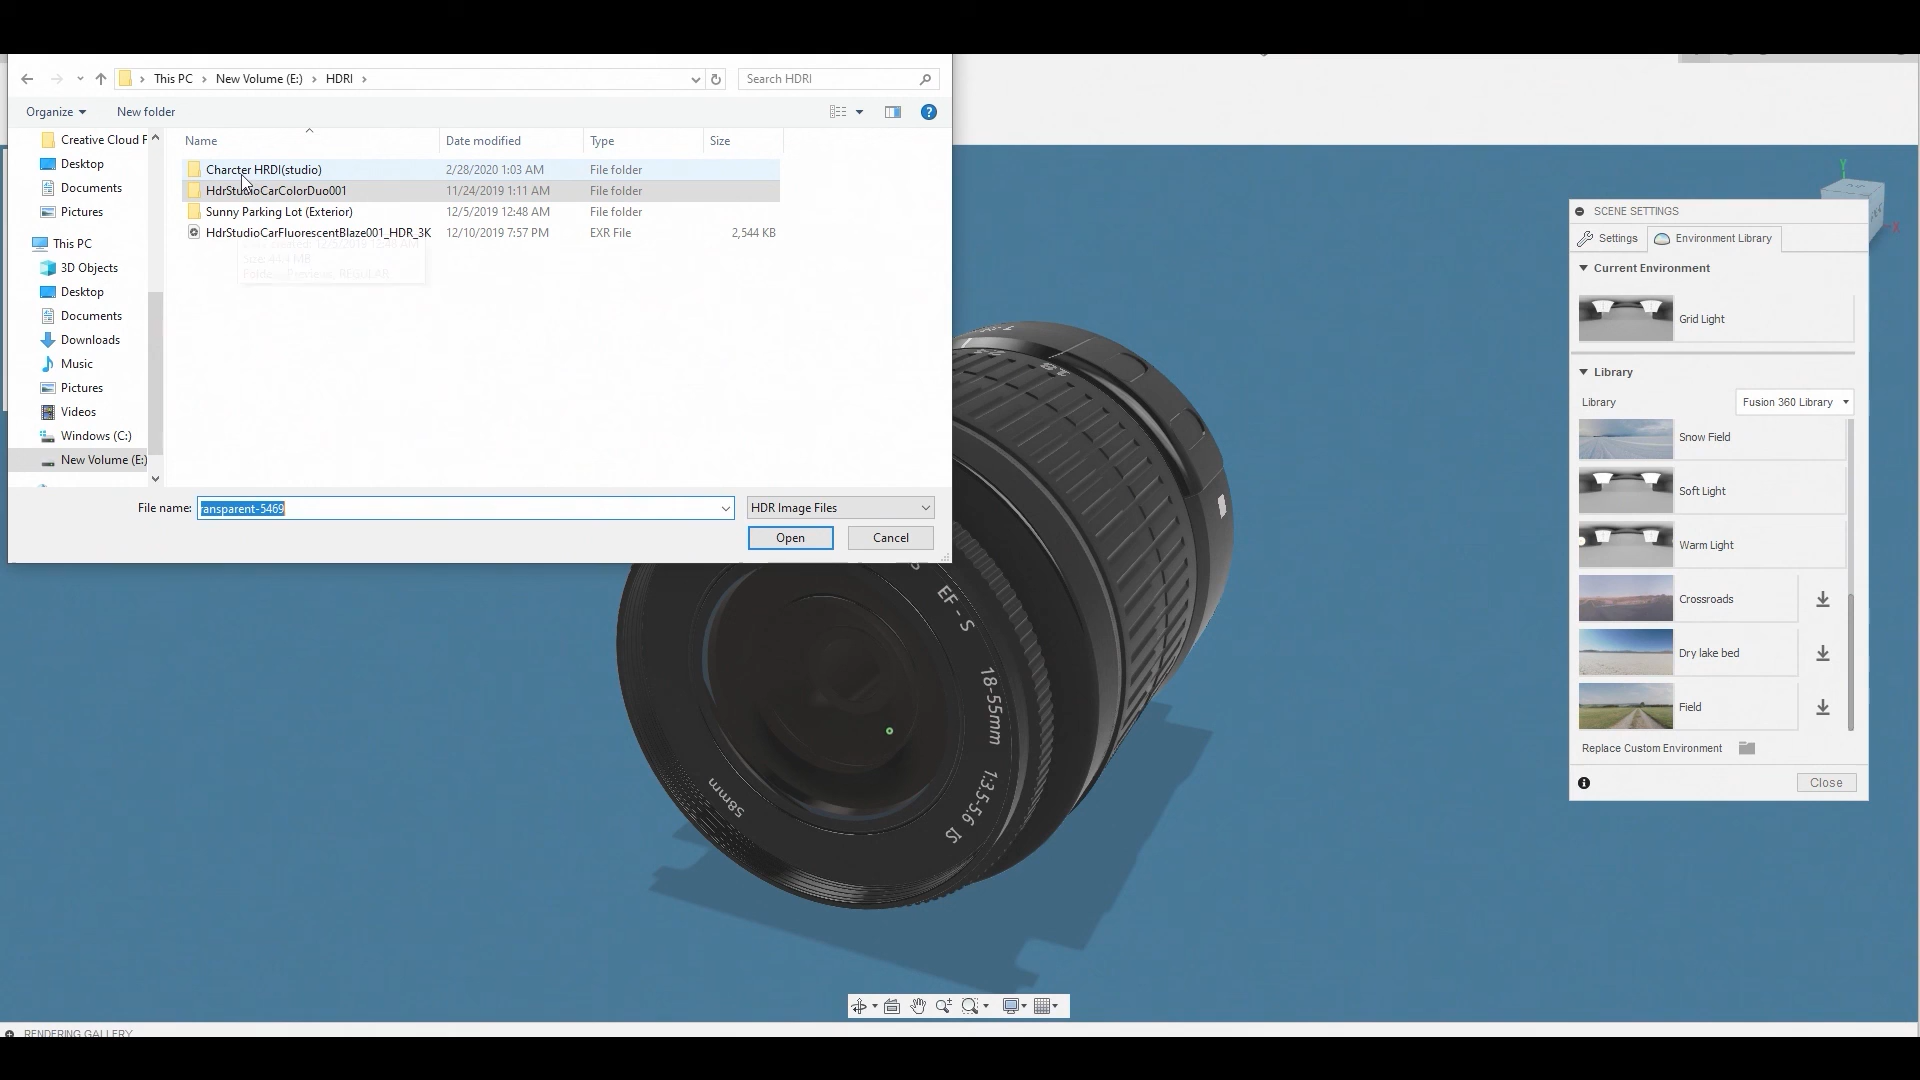 This PC > New Volume (E:) > HDRI >
Search HDRI
Organize
New folder
Name
Date modified
Type
Size
Charcter HRDI(studio)
2/28/2020 1:03 AM
File folder
HdrStudioCarColorDuo001
11/24/2019 1:11 AM
File folder
Sunny Parking Lot (Exterior)
12/5/2019 12:48 AM
File folder
HdrStudioCarFluorescentBlaze001_HDR_3K
12/10/2019 7:57 PM
EXR File
2,544 KB
Creative Cloud F
Desktop
Documents
Pictures
This PC
3D Objects
Desktop
Documents
Downloads
Music
Pictures
Videos
Windows (C:)
New Volume (E:)
File name:
ransparent-5469
HDR Image Files
Open
Cancel
SCENE SETTINGS
Settings
Environment Library
Current Environment
Grid Light
Library
Library
Fusion 360 Library
Snow Field
Soft Light
Warm Light
Crossroads
Dry lake bed
Field
Replace Custom Environment
Close
EF-S
18-55mm
1:3.5-5.6 IS
58mm
Y
X
RENDERING GALLERY